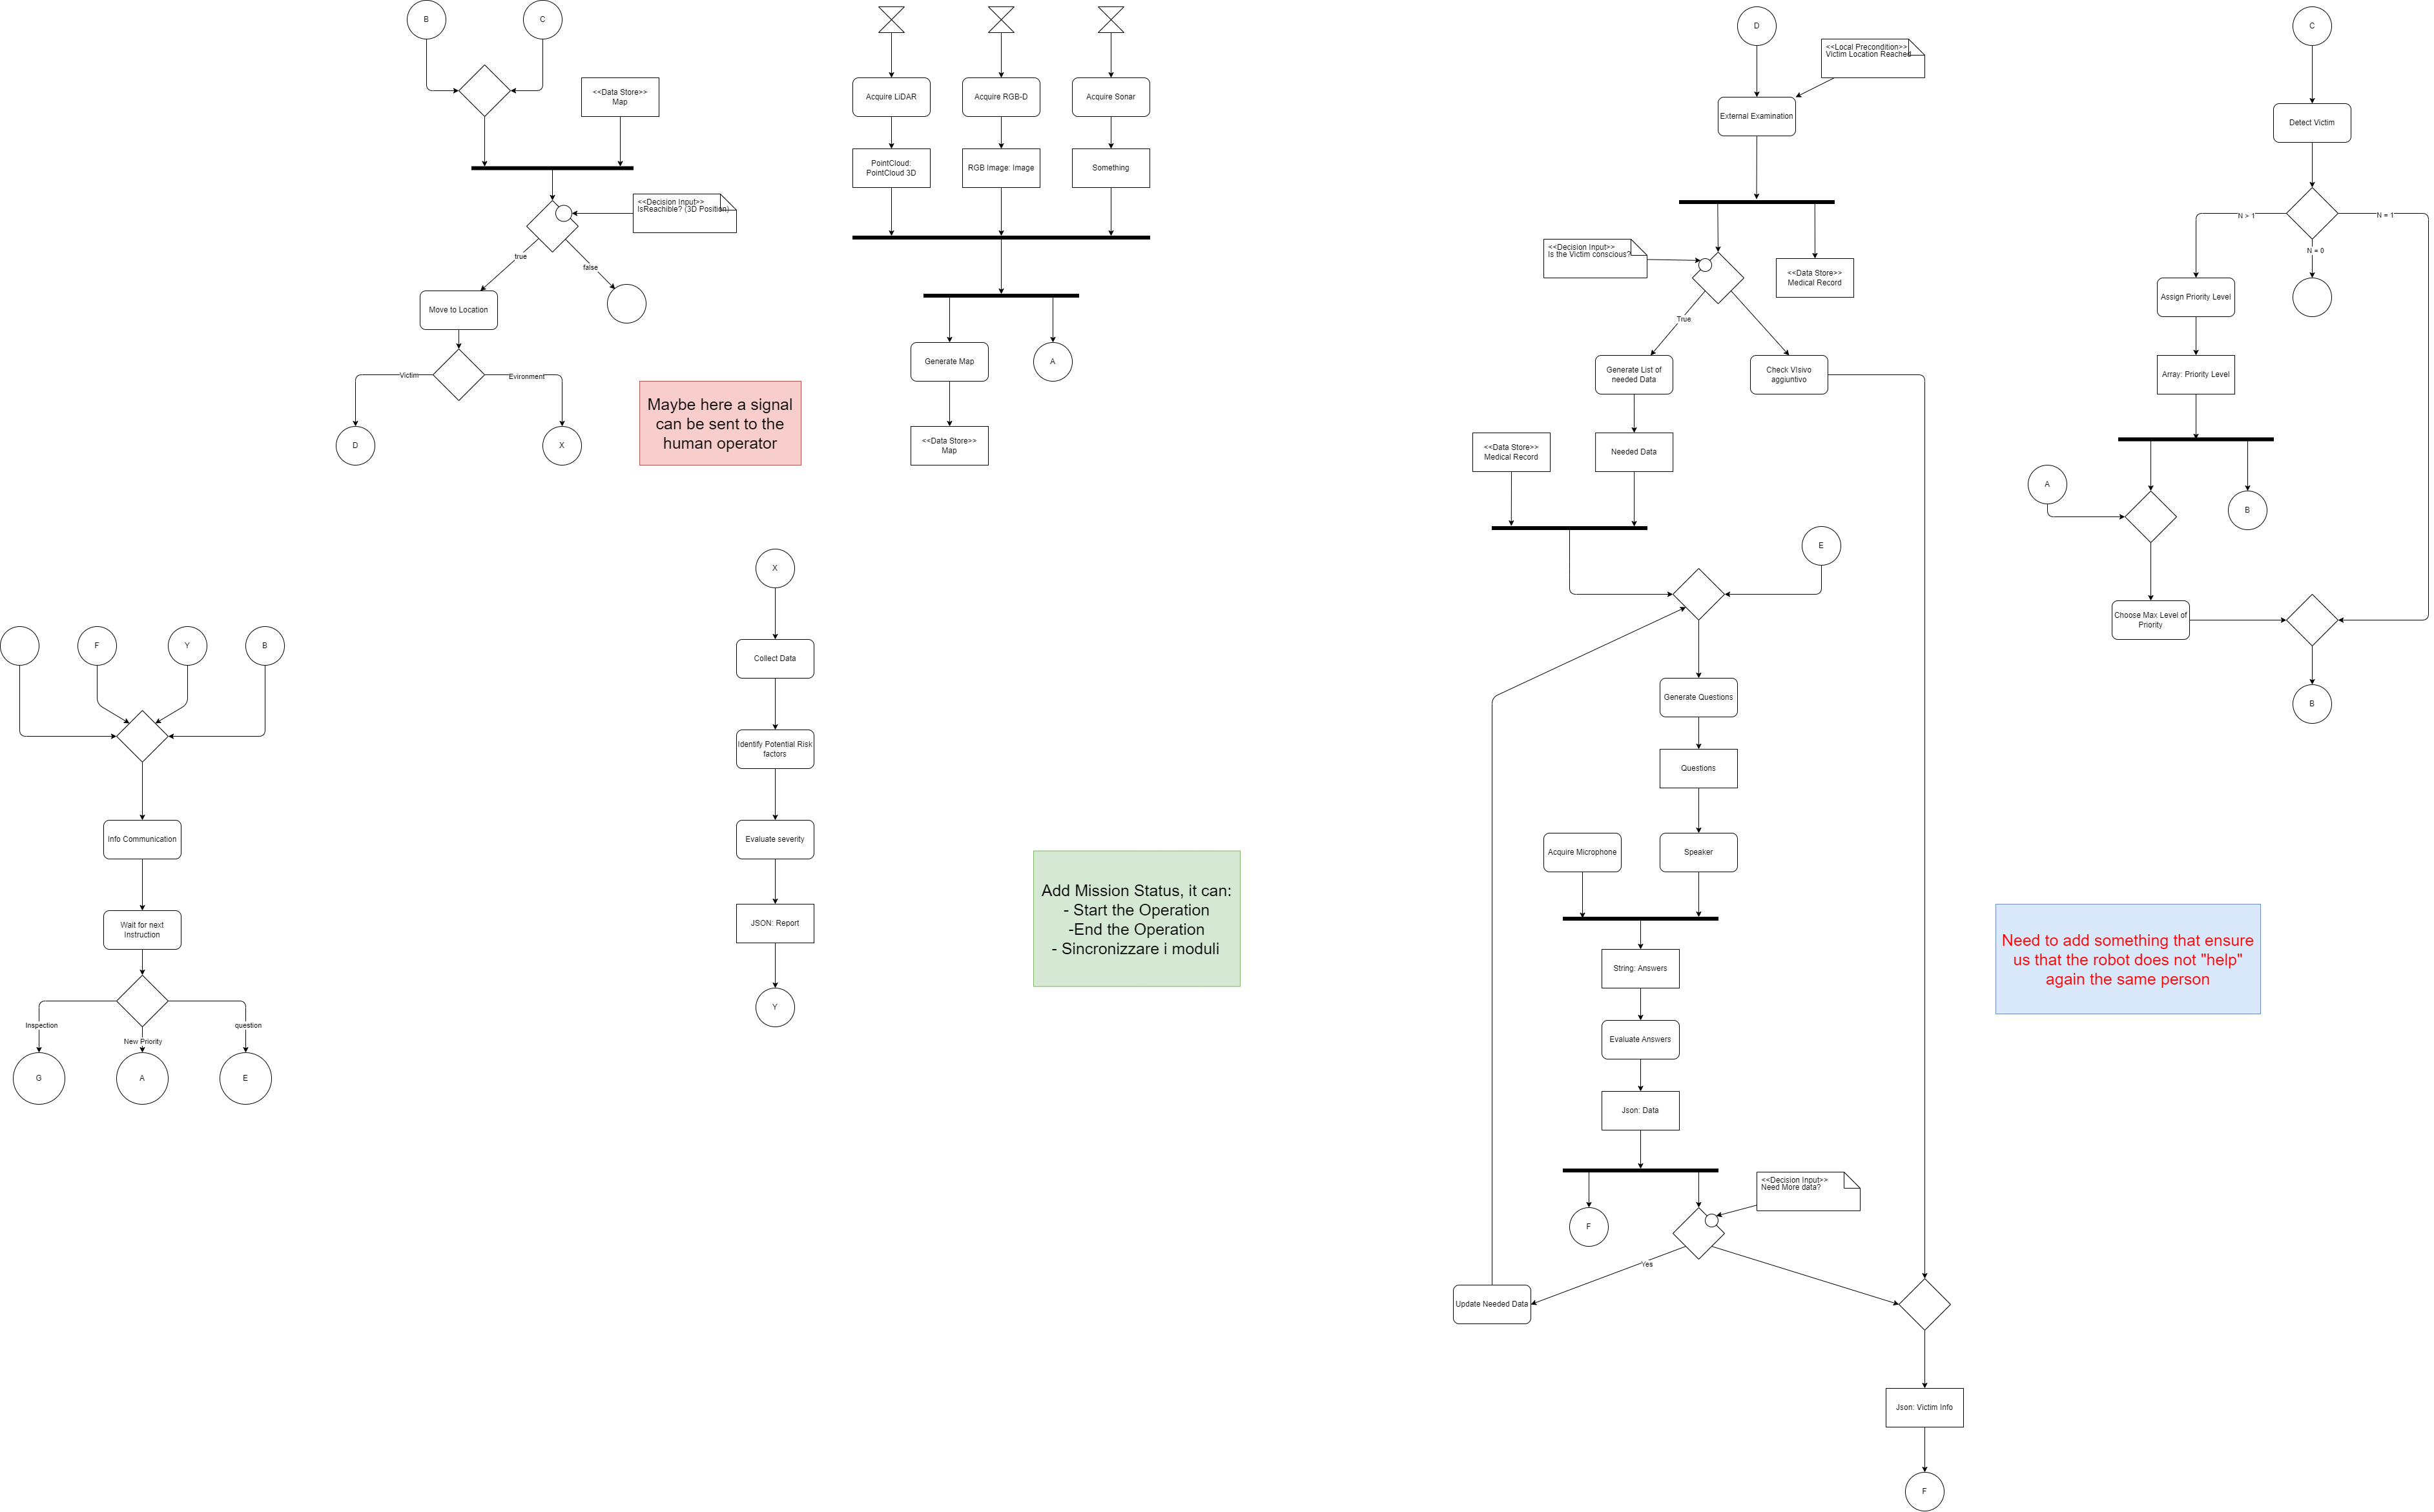 B
C
<<Data Store>>
Map
<<Decision Input>>
IsReachible? (3D Position)
true
false
Move to Location
Victim
Evironment
D
X
Maybe here a signal
can be sent to the
human operator
Acquire LiDAR
Acquire RGB-D
Acquire Sonar
PointCloud:
PointCloud 3D
RGB Image: Image
Something
Generate Map
A
<<Data Store>>
Map
D
<<Local Precondition>>
Victim Location Reached
External Examination
<<Decision Input>>
Is the Victim conscious?
<<Data Store>>
Medical Record
True
Generate List of
needed Data
Check VIsivo
aggiuntivo
<<Data Store>>
Medical Record
Needed Data
E
Generate Questions
Questions
Acquire Microphone
Speaker
String: Answers
Evaluate Answers
Json: Data
<<Decision Input>>
Need More data?
F
Yes
Update Needed Data
Json: Victim Info
F
C
Detect Victim
N > 1
N = 1
N = 0
Assign Priority Level
Array: Priority Level
A
B
Choose Max Level of
Priority
B
F
Y
B
Info Communication
Wait for next
Instruction
Inspection
New Priority
question
G
A
E
X
Collect Data
Identify Potential Risk
factors
Evaluate severity
JSON: Report
Y
Add Mission Status, it can:
- Start the Operation
-End the Operation
- Sincronizzare i moduli
Need to add something that ensure
us that the robot does not "help"
again the same person